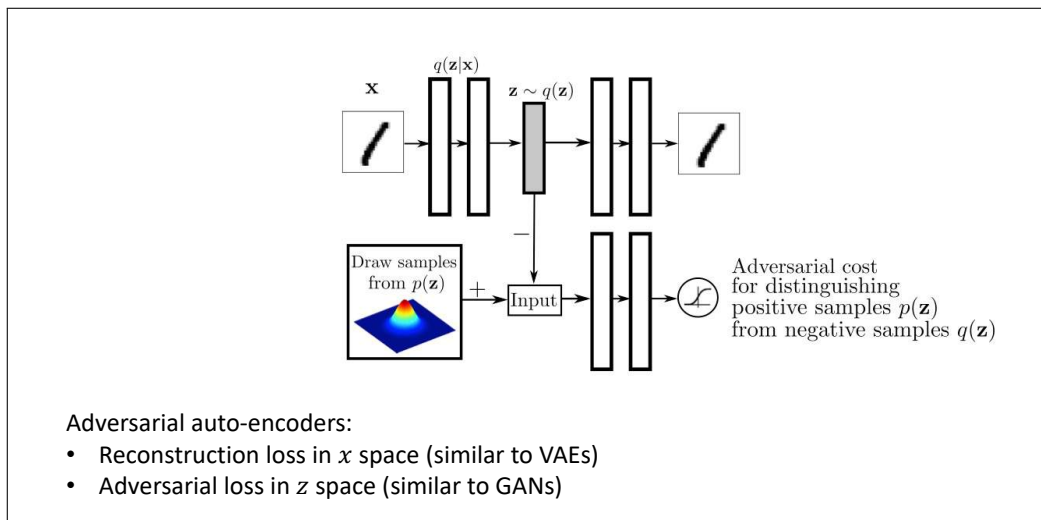 q(z|x)
x
z ∼ q(z)
−
Draw samples
from p(z)
+
Input
Adversarial cost
for distinguishing
positive samples p(z)
from negative samples q(z)
Adversarial auto-encoders:
• Reconstruction loss in x space (similar to VAEs)
• Adversarial loss in z space (similar to GANs)